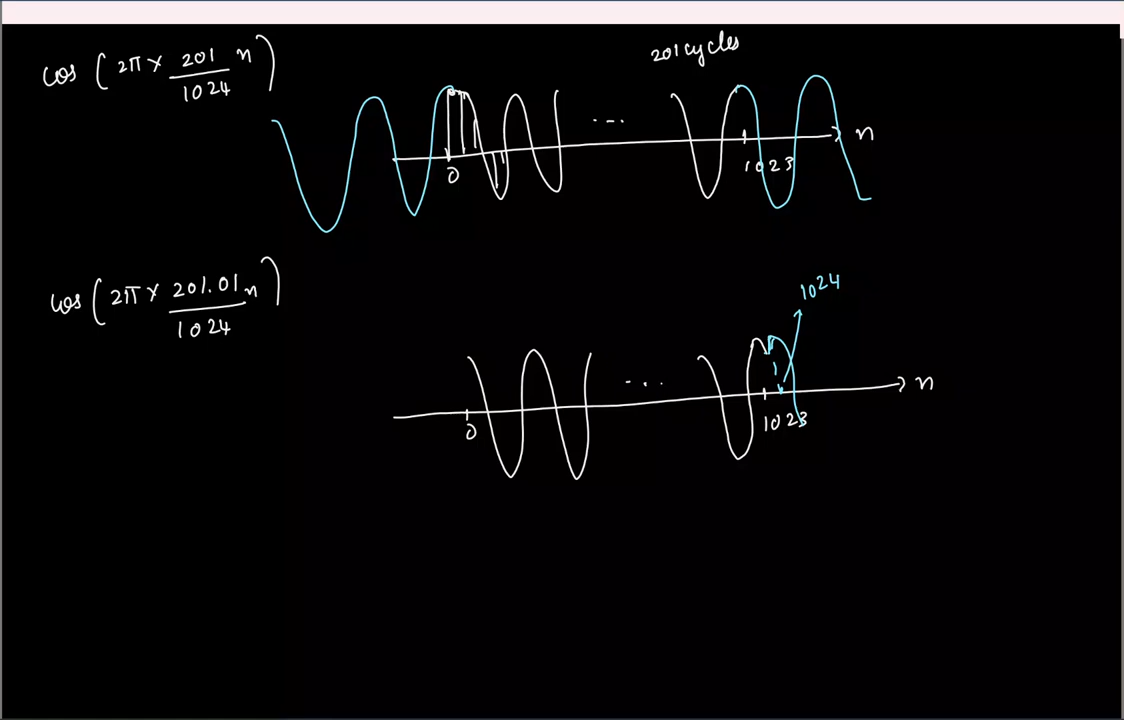 201 cycles
cos (2π × 201/1024 n)
...
n
0
1023
cos (2π × 201.01/1024 n)
1024
...
n
0
1023